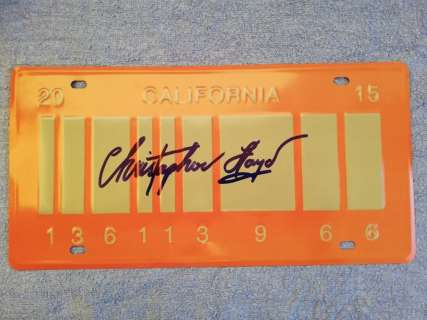 20 CALIFORNIA 15
Christopher Lloyd
1 3 6 1 1 3 9 6 6